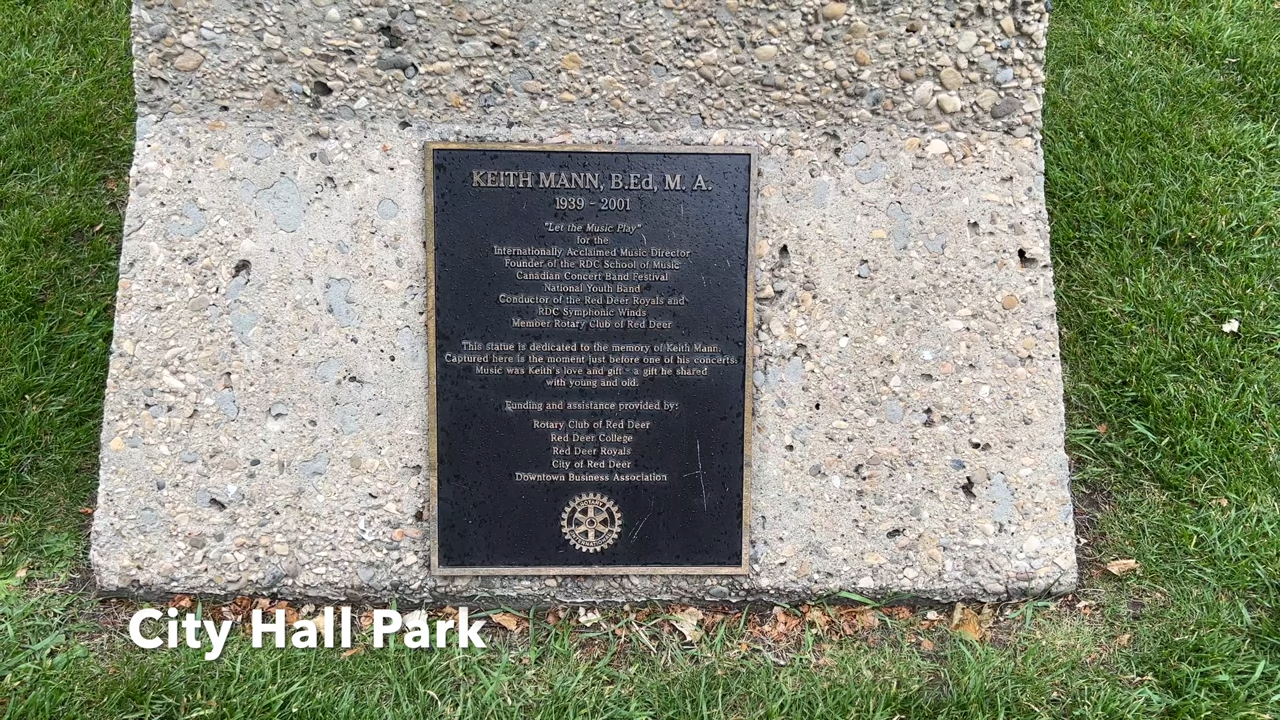 KEITH MANN, B.Ed, M. A.
1939 - 2001
"Let the Music Play"
for the
Internationally Acclaimed Music Director
Founder of the RDC School of Music
Canadian Concert Band Festival
National Youth Band
Conductor of the Red Deer Royals and
RDC Symphonic Winds
Member Rotary Club of Red Deer
This statue is dedicated to the memory of Keith Mann.
Captured here is the moment just before one of his concerts.
Music was Keith's love and gift - a gift he shared
with young and old.
Funding and assistance provided by:
Rotary Club of Red Deer
Red Deer College
Red Deer Royals
City of Red Deer
Downtown Business Association
ROTARY
INTERNATIONAL
City Hall Park